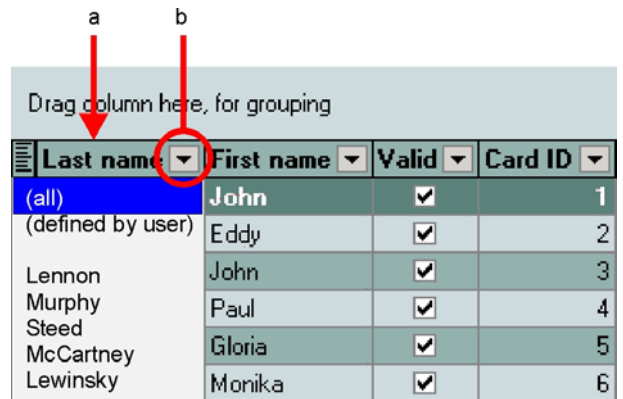 a b
Drag column here, for grouping
Last name First name Valid Card ID
(all) John 1
(defined by user) Eddy 2
Lennon John 3
Murphy Paul 4
Steed
McCartney Gloria 5
Lewinsky Monika 6